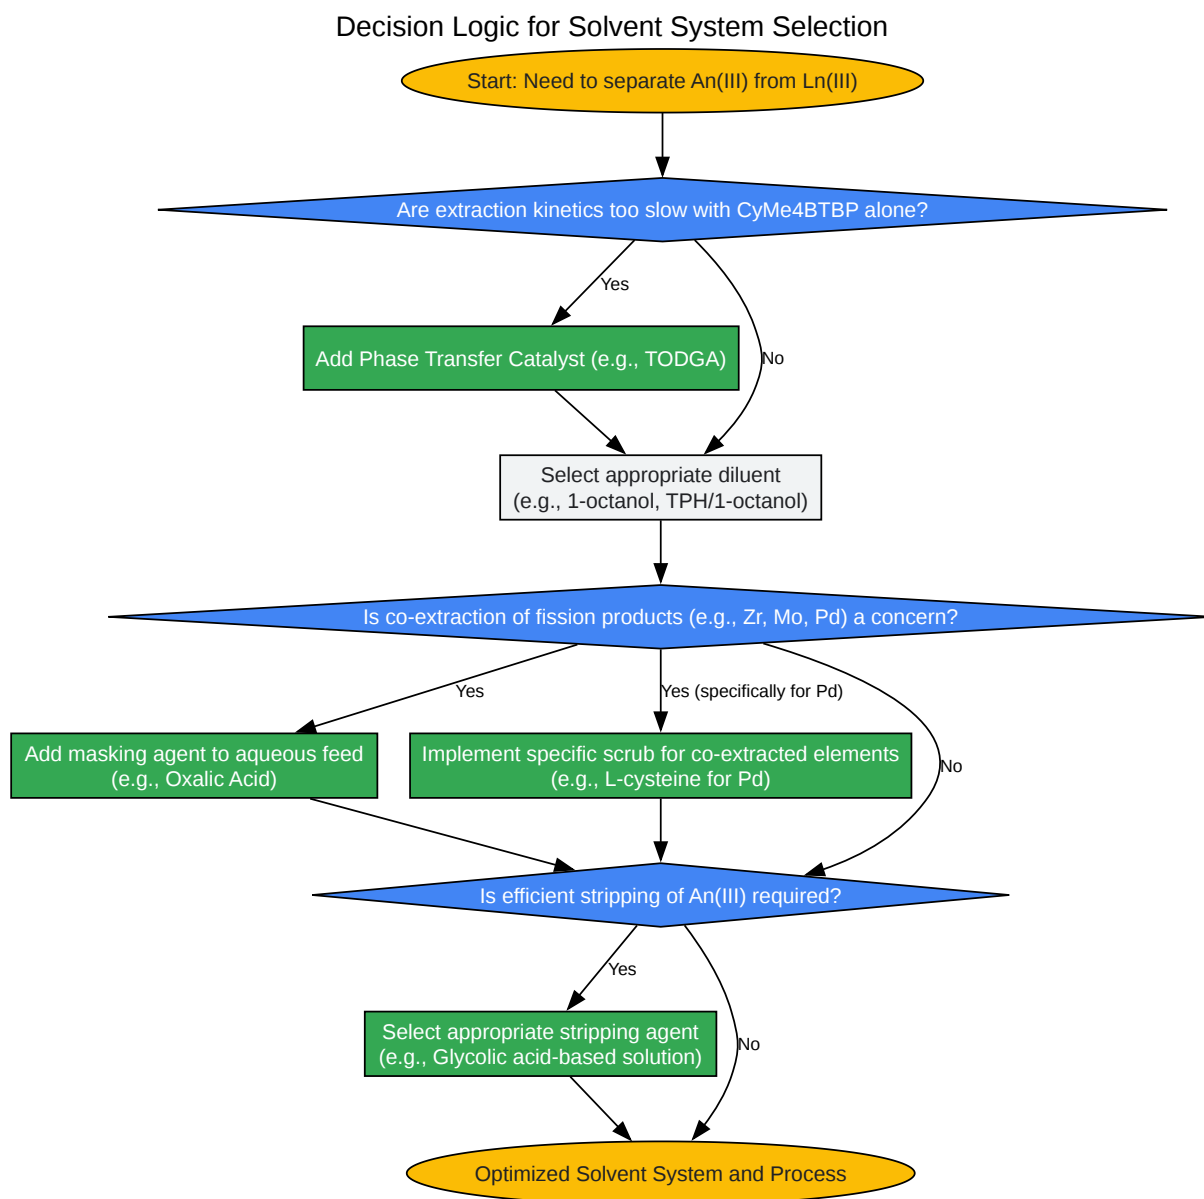 Decision Logic for Solvent System Selection
Start: Need to separate An(III) from Ln(III)
Are extraction kinetics too slow with CyMe4BTBP alone?
Yes
Add Phase Transfer Catalyst (e.g., TODGA)
No
Select appropriate diluent
(e.g., 1-octanol, TPH/1-octanol)
Is co-extraction of fission products (e.g., Zr, Mo, Pd) a concern?
Yes
Yes (specifically for Pd)
Add masking agent to aqueous feed
(e.g., Oxalic Acid)
Implement specific scrub for co-extracted elements
(e.g., L-cysteine for Pd)
No
Is efficient stripping of An(III) required?
Yes
Select appropriate stripping agent
(e.g., Glycolic acid-based solution)
No
Optimized Solvent System and Process